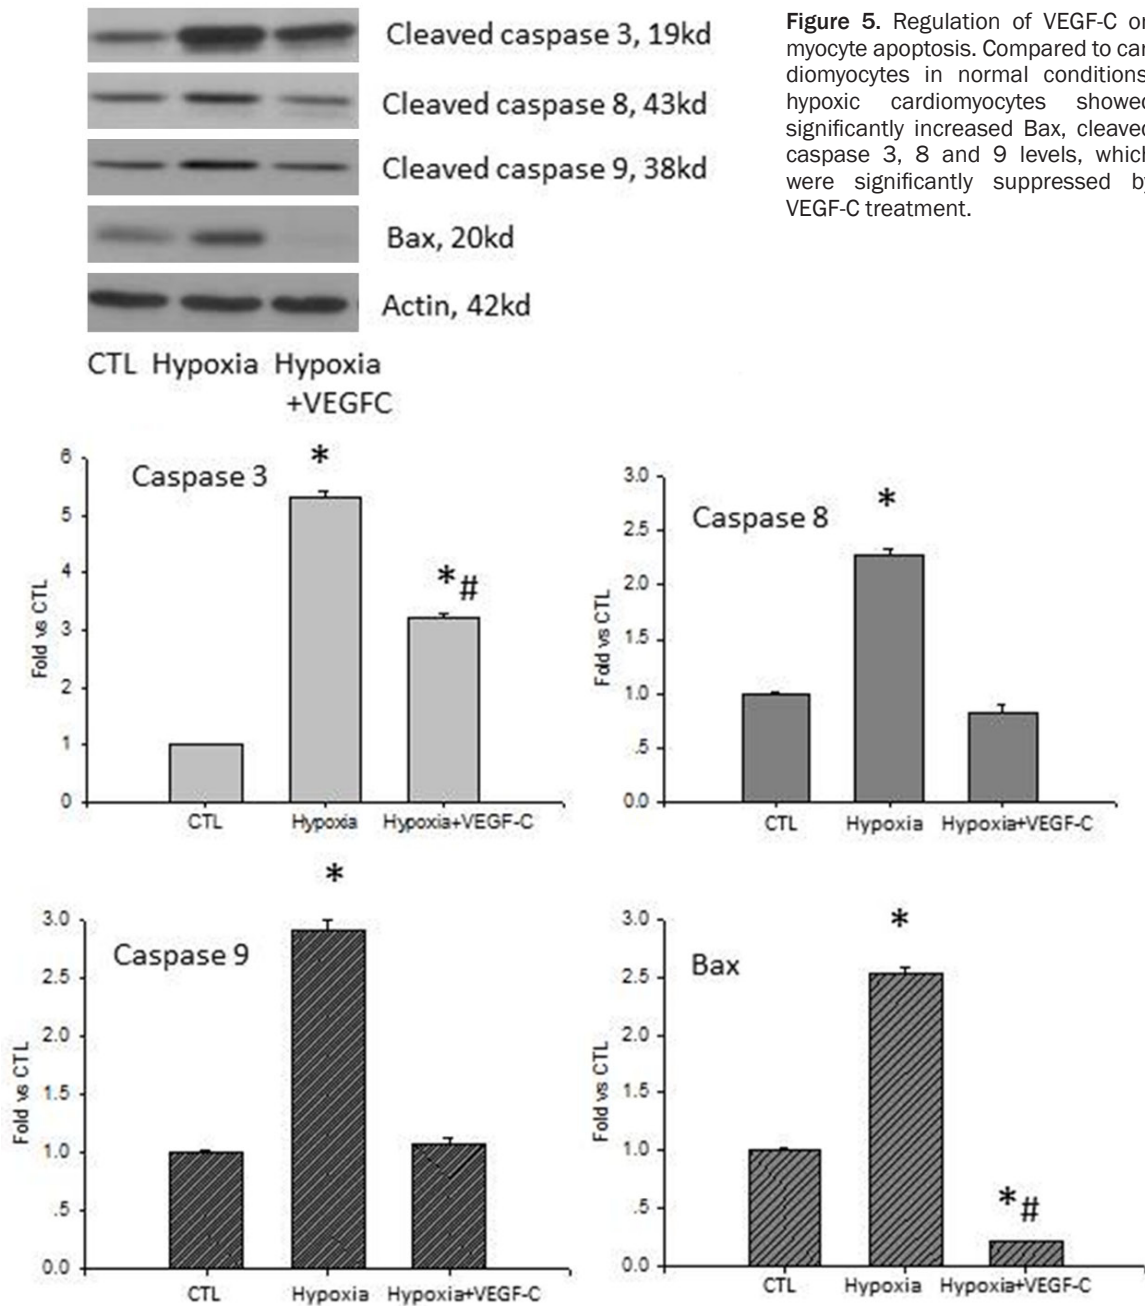 Cleaved caspase 3, 19kd
Cleaved caspase 8, 43kd
Cleaved caspase 9, 38kd
Bax, 20kd
Actin, 42kd
CTL Hypoxia Hypoxia
+VEGFC
Figure 5. Regulation of VEGF-C on
myocyte apoptosis. Compared to car
diomyocytes in normal conditions
hypoxic cardiomyocytes showed
significantly increased Bax, cleaved
caspase 3, 8 and 9 levels, which
were significantly suppressed by
VEGF-C treatment.
Caspase 3
Fold vs CTL
6
5
4
3
2
1
0
*
*#
CTL Hypoxia Hypoxia+VEGF-C
Caspase 8
Fold vs CTL
3.0
2.5
2.0
1.5
1.0
.5
0.0
*
CTL Hypoxia Hypoxia+VEGF-C
Caspase 9
Fold vs CTL
3.0
2.5
2.0
1.5
1.0
.5
0.0
*
CTL Hypoxia Hypoxia+VEGF-C
Bax
Fold vs CTL
3.0
2.5
2.0
1.5
1.0
.5
0.0
*
*#
CTL Hypoxia Hypoxia+VEGF-C